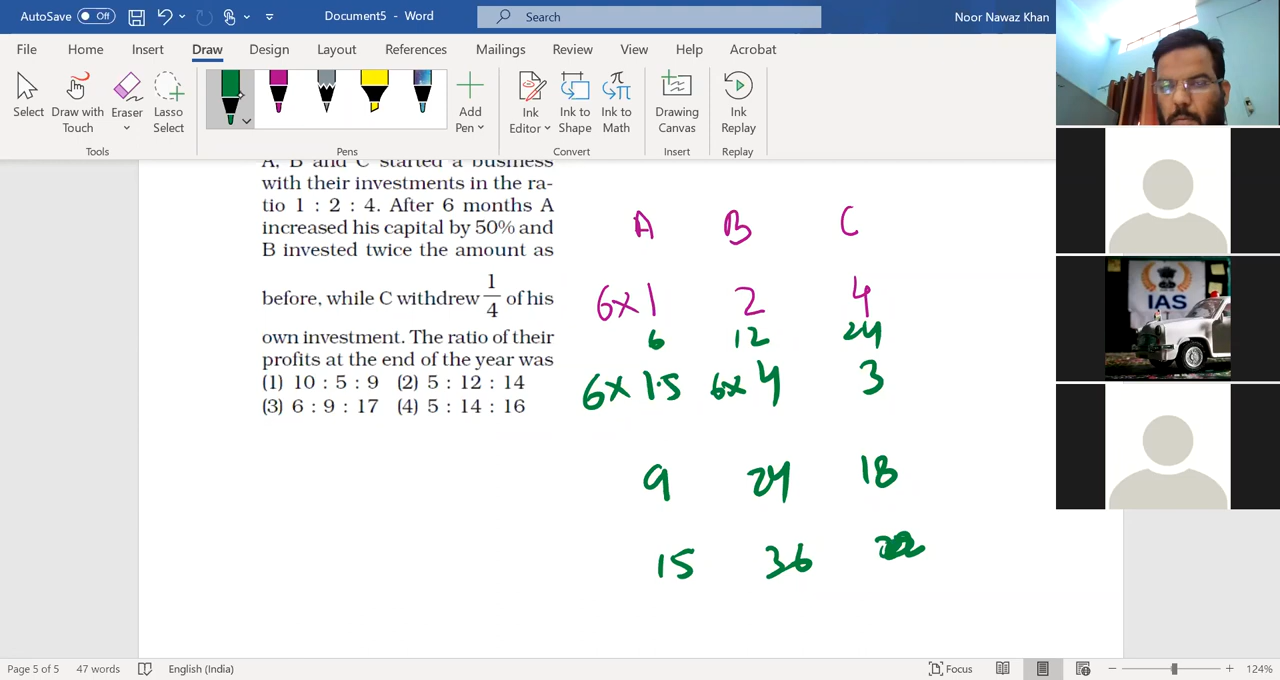 AutoSave Off Document5 - Word Search Noor Nawaz Khan
File Home Insert Draw Design Layout References Mailings Review View Help Acrobat
Select Draw with Touch Eraser Lasso Select Add Pen Ink Editor Ink to Shape Ink to Math Drawing Canvas Ink Replay
Tools Pens Convert Insert Replay
A, B and C started a business
with their investments in the ra-
tio 1 : 2 : 4. After 6 months A
increased his capital by 50% and
B invested twice the amount as
before, while C withdrew 1/4 of his
own investment. The ratio of their
profits at the end of the year was
(1) 10 : 5 : 9 (2) 5 : 12 : 14
(3) 6 : 9 : 17 (4) 5 : 14 : 16
A B C
6×1 2 4
6 12 24
6×1.5 6×4 3
9 24 18
15 36
IAS
Page 5 of 5 47 words English (India) Focus 124%